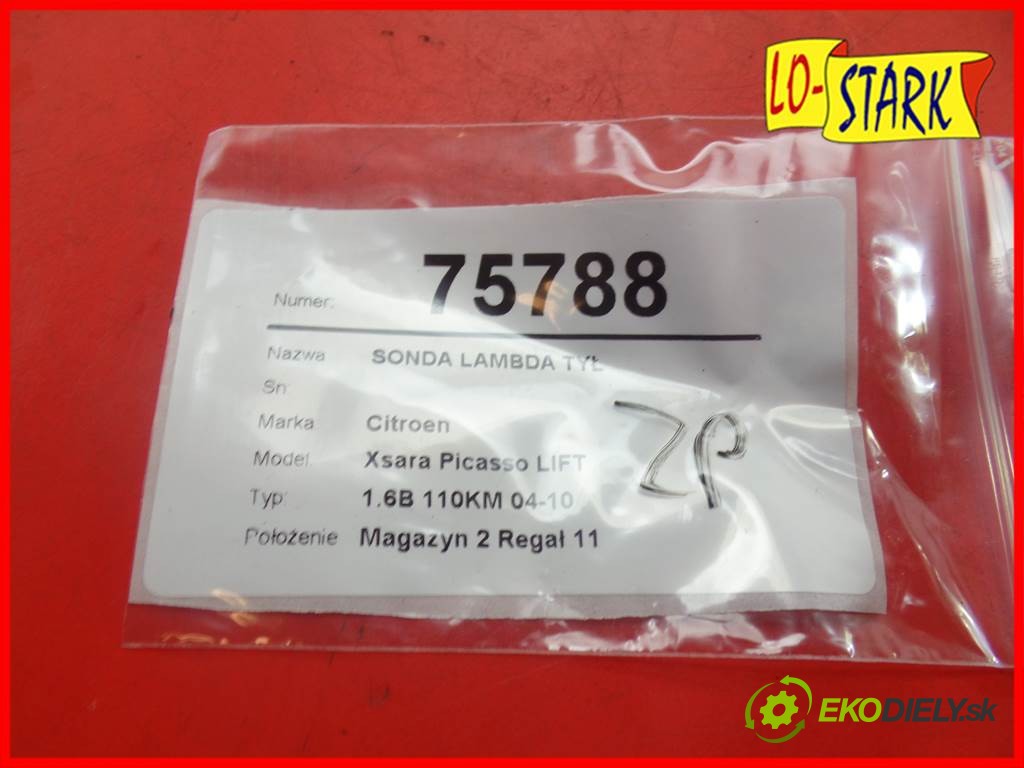 LO-STARK
Numer: 75788
Nazwa SONDA LAMBDA TYŁ
Sn:
Marka Citroen
Model: Xsara Picasso LIFT
Typ: 1.6B 110KM 04-10
Położenie Magazyn 2 Regał 11
ZP
EKODIELY.sk